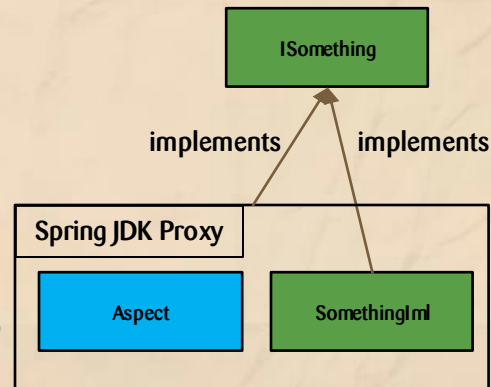 ISomething
implements
implements
Spring JDK Proxy
Aspect
SomethingIml